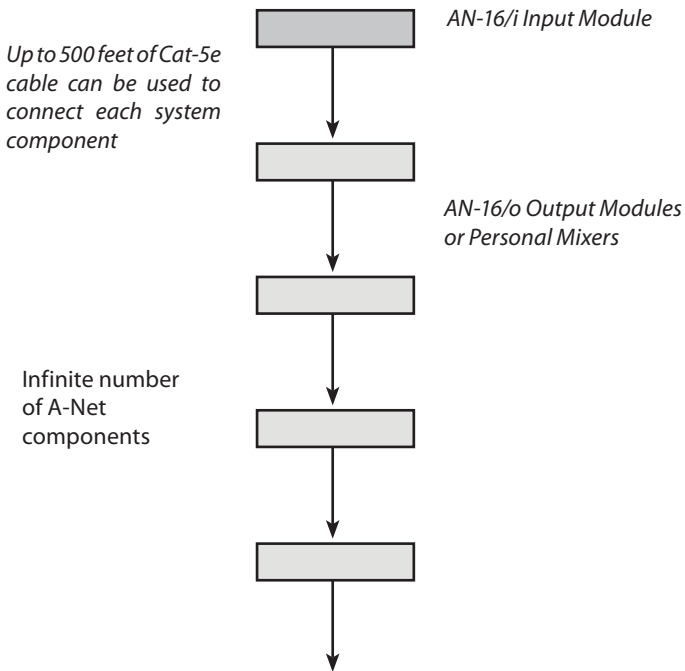 AN-16/i Input Module
Up to 500 feet of Cat-5e
cable can be used to
connect each system
component
AN-16/o Output Modules
or Personal Mixers
Infinite number
of A-Net
components